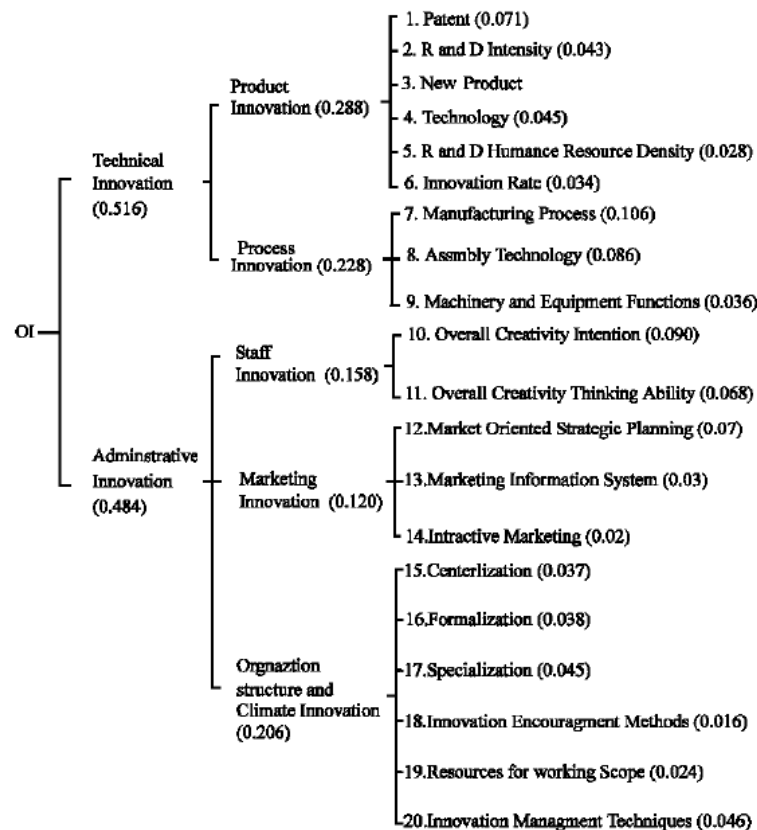 OI
Technical
Innovation
(0.516)
Product
Innovation (0.288)
1. Patent (0.071)
2. R and D Intensity (0.043)
3. New Product
4. Technology (0.045)
5. R and D Humance Resource Density (0.028)
6. Innovation Rate (0.034)
Process
Innovation (0.228)
7. Manufacturing Process (0.106)
8. Assmbly Technology (0.086)
9. Machinery and Equipment Functions (0.036)
Adminstrative
Innovation
(0.484)
Staff
Innovation (0.158)
10. Overall Creativity Intention (0.090)
11. Overall Creativity Thinking Ability (0.068)
Marketing
Innovation (0.120)
12.Market Oriented Strategic Planning (0.07)
13.Marketing Information System (0.03)
14.Intractive Marketing (0.02)
Orgnaztion
structure and
Climate Innovation
(0.206)
15.Centerlization (0.037)
16.Formalization (0.038)
17.Specialization (0.045)
18.Innovation Encouragment Methods (0.016)
19.Resources for working Scope (0.024)
20.Innovation Managment Techniques (0.046)